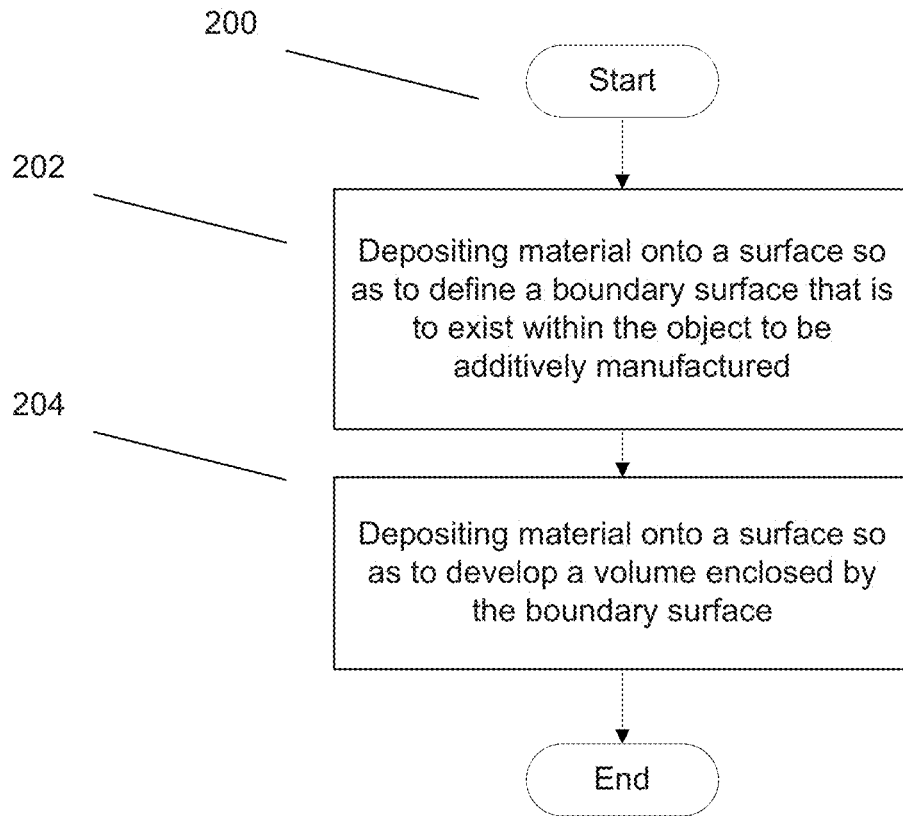 200
Start
202
Depositing material onto a surface so
as to define a boundary surface that is
to exist within the object to be
additively manufactured
204
Depositing material onto a surface so
as to develop a volume enclosed by
the boundary surface
End